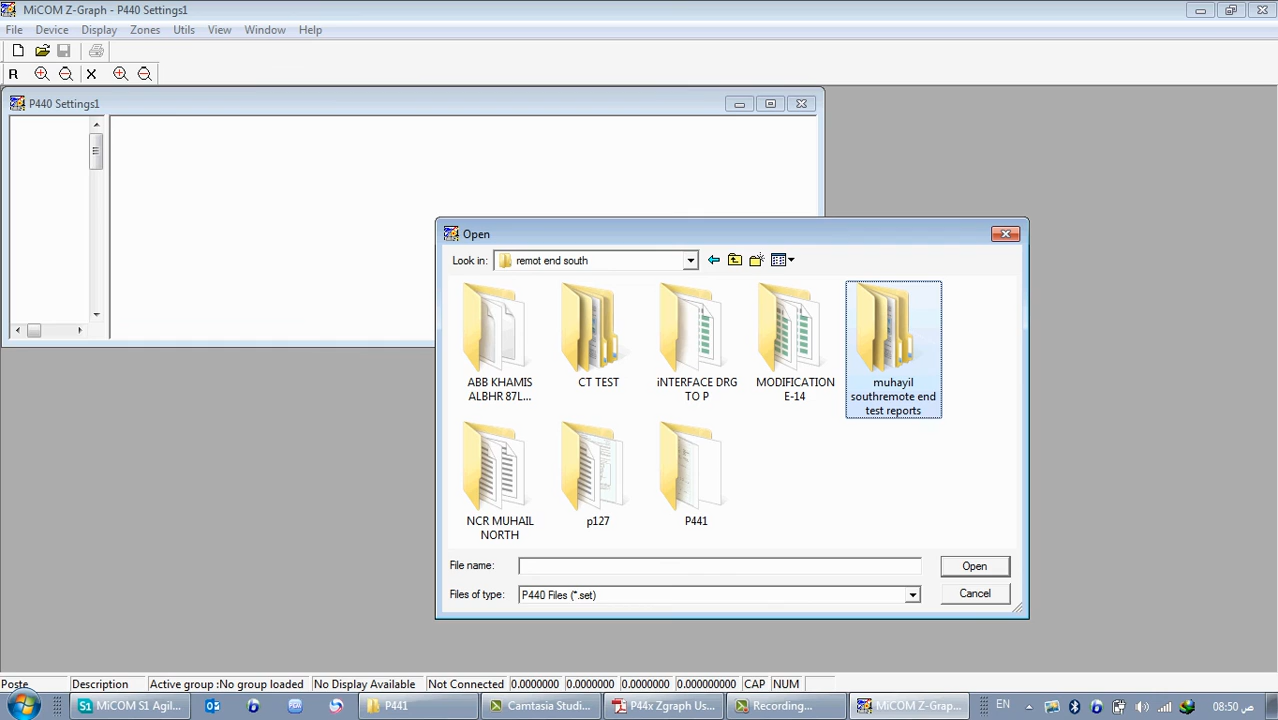 MiCOM Z-Graph - P440 Settings1
File Device Display Zones Utils View Window Help
R X
P440 Settings1
Open
Look in: remot end south
ABB KHAMIS
ALBHR 87L...
CT TEST
iNTERFACE DRG
TO P
MODIFICATION
E-14
muhayil
southremote end
test reports
NCR MUHAIL
NORTH
p127
P441
File name:
Open
Files of type: P440 Files (*.set)
Cancel
Poste Description Active group :No group loaded No Display Available Not Connected 0.0000000 0.0000000 0.0000000 0.00000000 CAP NUM
S1 MiCOM S1 Agil... P441 Camtasia Studi... P44x Zgraph Us... Recording... MiCOM Z-Grap... EN 08:50 ص